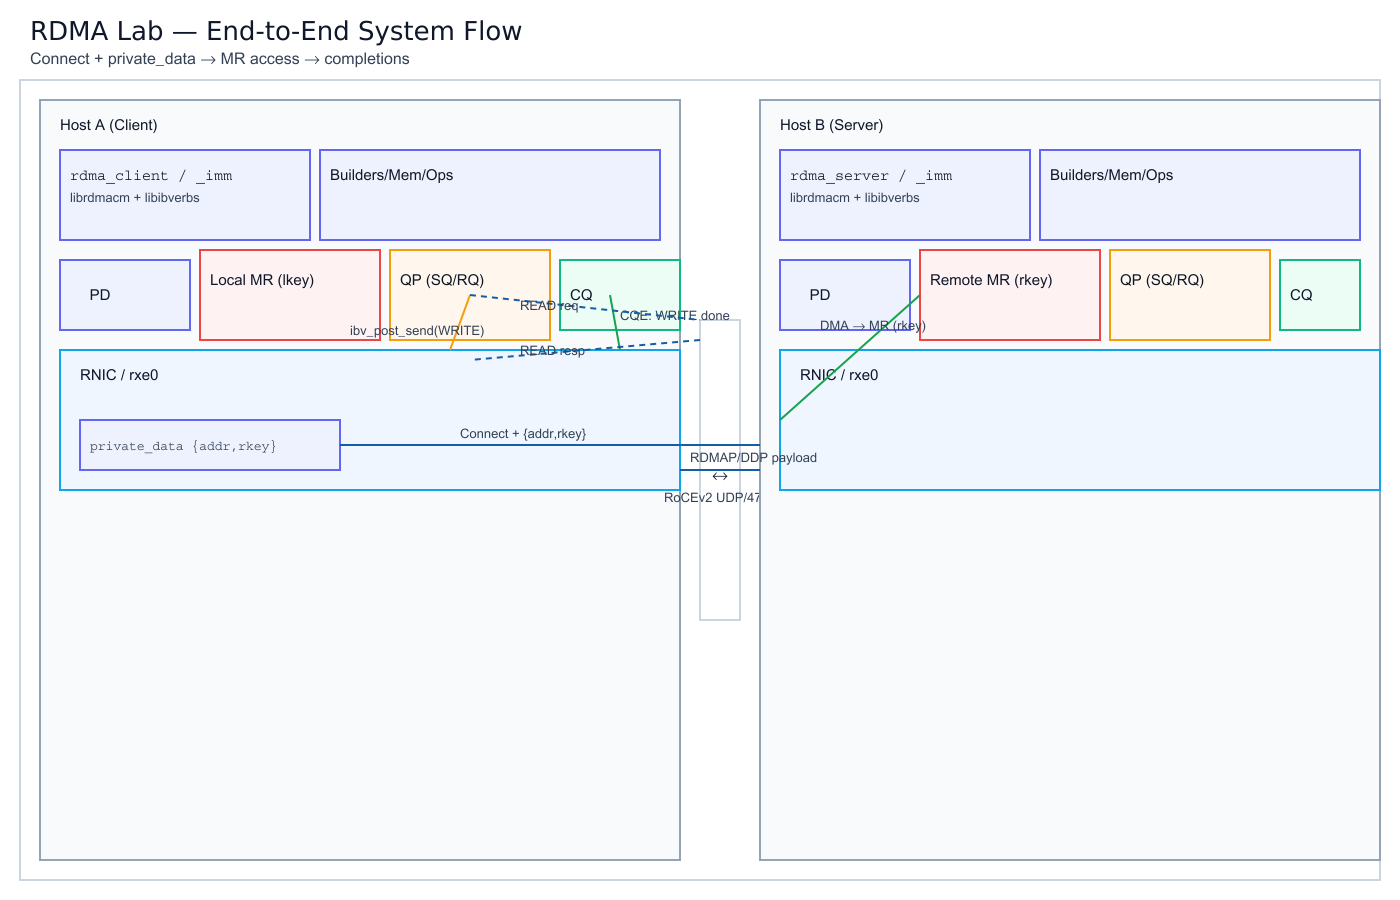 RDMA Lab — End-to-End System Flow
Connect + private_data → MR access → completions
Host A (Client)
rdma_client / _imm
librdmacm + libibverbs
Builders/Mem/Ops
PD
Local MR (lkey)
QP (SQ/RQ)
CQ
READ req
CQE: WRITE done
ibv_post_send(WRITE)
READ resp
RNIC / rxe0
private_data {addr,rkey}
Connect + {addr,rkey}
RDMAP/DDP payload
↔
RoCEv2 UDP/47
Host B (Server)
rdma_server / _imm
librdmacm + libibverbs
Builders/Mem/Ops
PD
Remote MR (rkey)
QP (SQ/RQ)
CQ
DMA → MR (rkey)
RNIC / rxe0